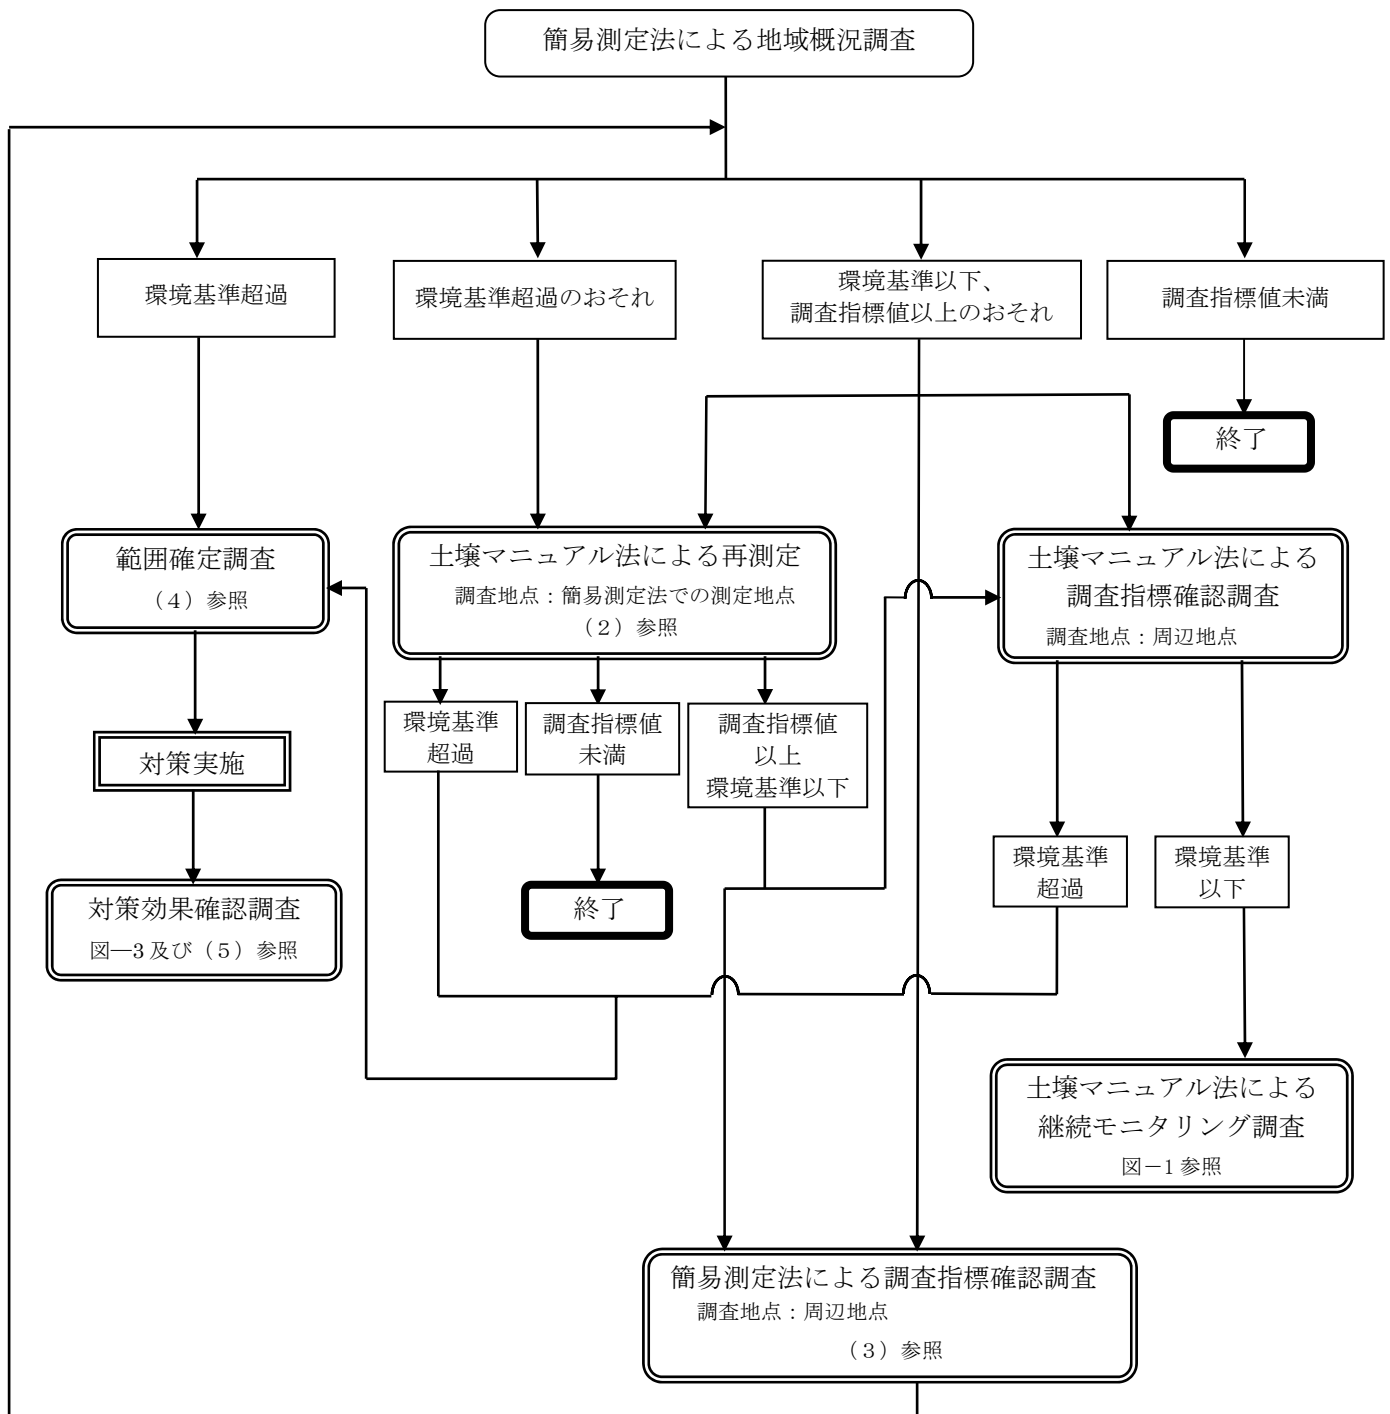 簡易測定法による地域概況調査
環境基準超過
環境基準超過のおそれ
環境基準以下、
調査指標値以上のおそれ
調査指標値未満
終了
範囲確定調査
（４）参照
土壌マニュアル法による再測定
調査地点：簡易測定法での測定地点
（２）参照
土壌マニュアル法による
調査指標確認調査
調査地点：周辺地点
環境基準
超過
調査指標値
未満
調査指標値
以上
環境基準以下
対策実施
環境基準
超過
環境基準
以下
対策効果確認調査
図―3 及び（５）参照
終了
土壌マニュアル法による
継続モニタリング調査
図－1 参照
簡易測定法による調査指標確認調査
調査地点：周辺地点
（３）参照